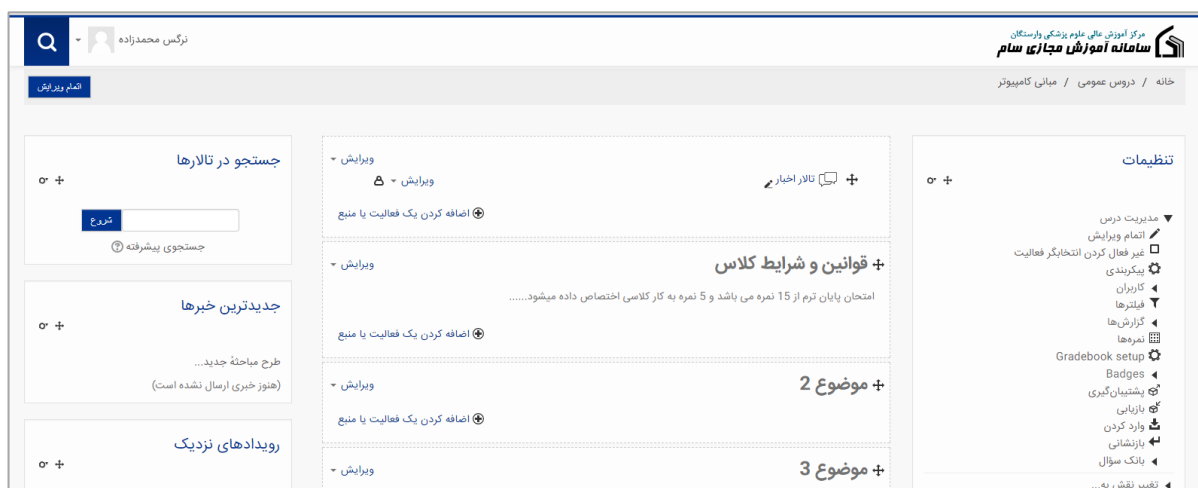 مرکز آموزش عالی علوم پزشکی وارستگان
سامانه آموزش مجازی سام
نرگس محمدزاده
خانه / دروس عمومی / مبانی کامپیوتر
اتمام ویرایش
تنظیمات
مدیریت درس
اتمام ویرایش
غیر فعال کردن انتخابگر فعالیت
پیکربندی
کاربران
فیلترها
گزارش‌ها
نمره‌ها
Gradebook setup
Badges
پشتیبان‌گیری
بازیابی
وارد کردن
بازنشانی
بانک سؤال
تغییر نقش به...
ویرایش
تالار اخبار
ویرایش
اضافه کردن یک فعالیت یا منبع
قوانین و شرایط کلاس
ویرایش
امتحان پایان ترم از 15 نمره می باشد و 5 نمره به کار کلاسی اختصاص داده میشود......
اضافه کردن یک فعالیت یا منبع
موضوع 2
ویرایش
اضافه کردن یک فعالیت یا منبع
موضوع 3
ویرایش
جستجو در تالارها
شروع
جستجوی پیشرفته
جدیدترین خبرها
طرح مباحثهٔ جدید...
(هنوز خبری ارسال نشده است)
رویدادهای نزدیک